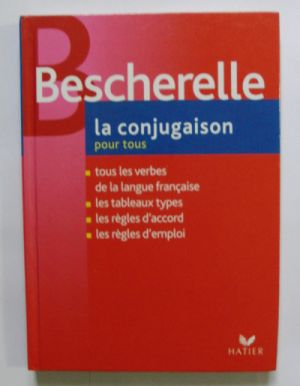 B
Bescherelle
la conjugaison
pour tous
tous les verbes
de la langue française
les tableaux types
les règles d'accord
les règles d'emploi
HATIER